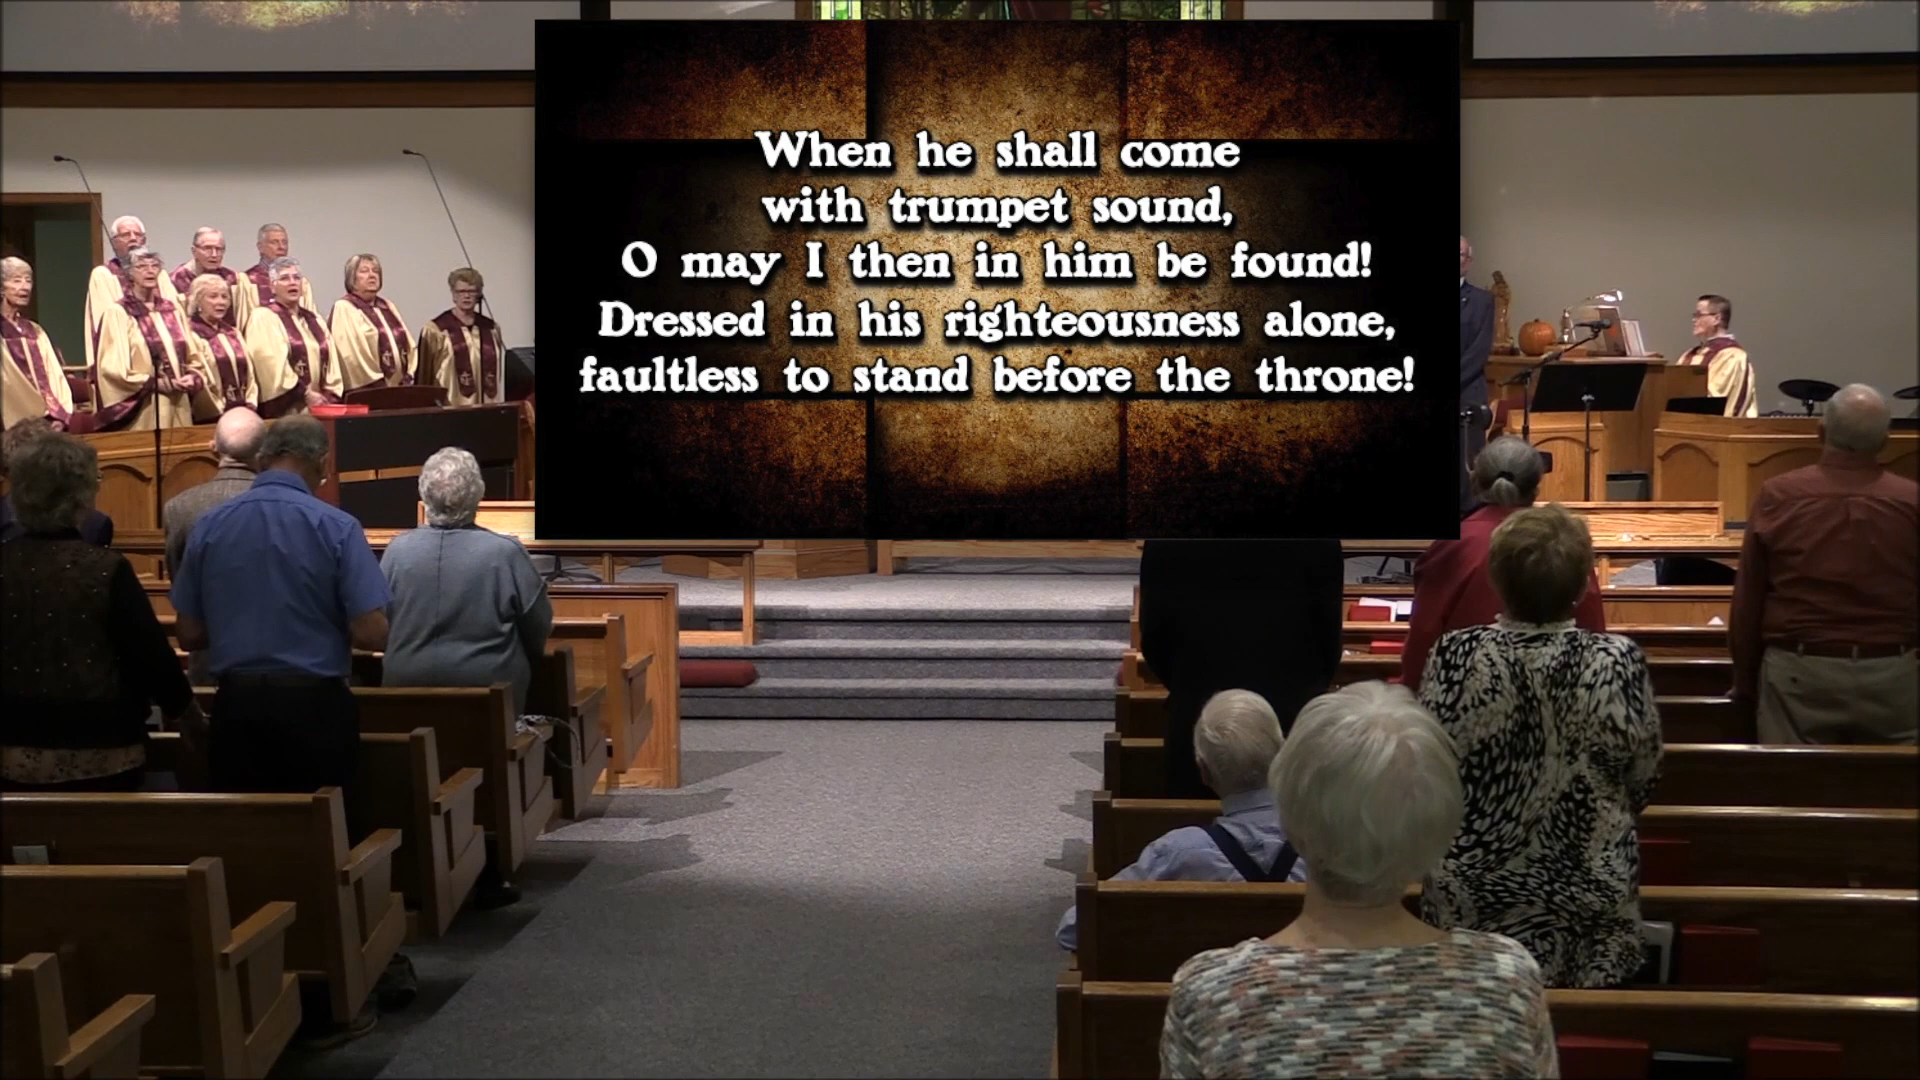 When he shall come
with trumpet sound,
O may I then in him be found!
Dressed in his righteousness alone,
faultless to stand before the throne!